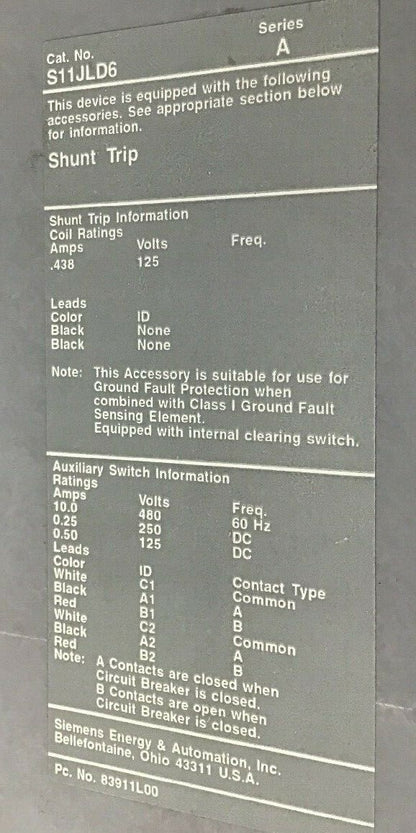 Cat. No. Series
S11JLD6 A
This device is equipped with the following
accessories. See appropriate section below
for information.
Shunt Trip
Shunt Trip Information
Coil Ratings
Amps Volts Freq.
.438 125
Leads
Color ID
Black None
Black None
Note: This Accessory is suitable for use for
Ground Fault Protection when
combined with Class I Ground Fault
Sensing Element.
Equipped with internal clearing switch.
Auxiliary Switch Information
Ratings
Amps Volts Freq.
10.0 480 60 Hz
0.25 250 DC
0.50 125 DC
Leads
Color ID Contact Type
White C1 Common
Black A1 A
Red B1 B
White C2 Common
Black A2 A
Red B2 B
Note: A Contacts are closed when
Circuit Breaker is closed.
B Contacts are open when
Circuit Breaker is closed.
Siemens Energy & Automation, Inc.
Bellefontaine, Ohio 43311 U.S.A.
Pc. No. 83911L00